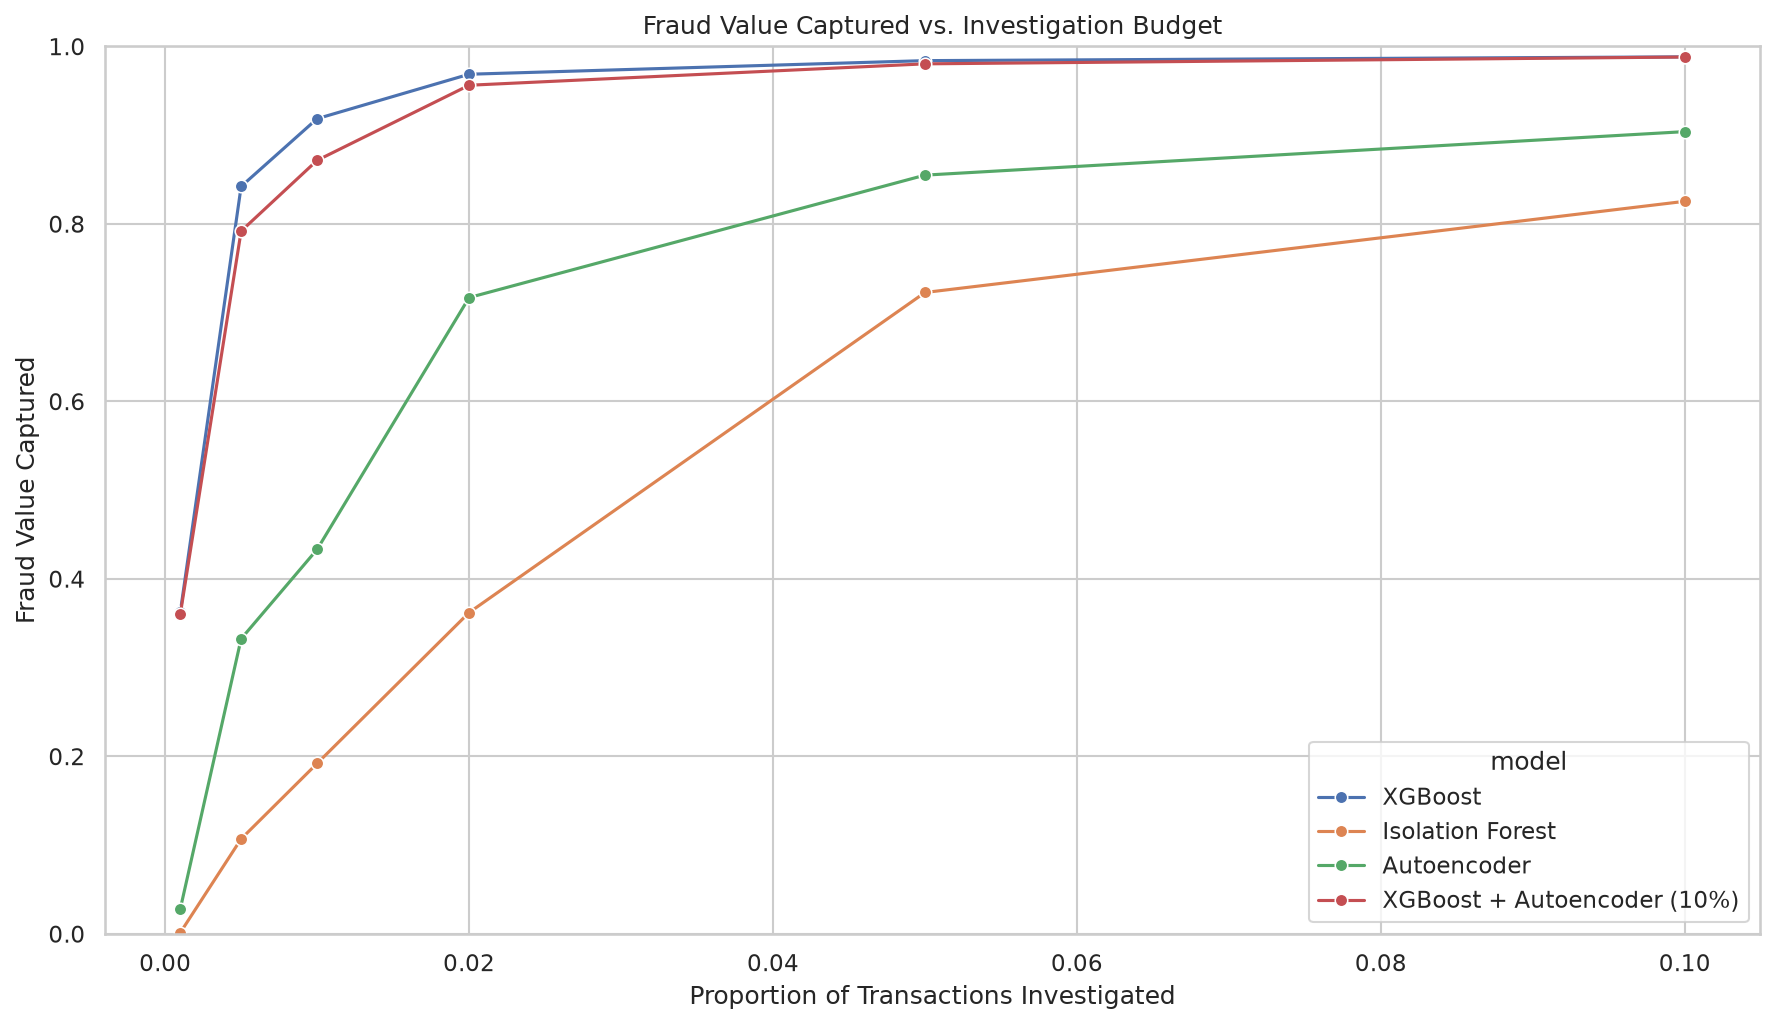 Fraud Value Captured vs. Investigation Budget
Fraud Value Captured
1.0
0.8
0.6
0.4
0.2
0.0
0.00 0.02 0.04 0.06 0.08 0.10
Proportion of Transactions Investigated
model
XGBoost
Isolation Forest
Autoencoder
XGBoost + Autoencoder (10%)